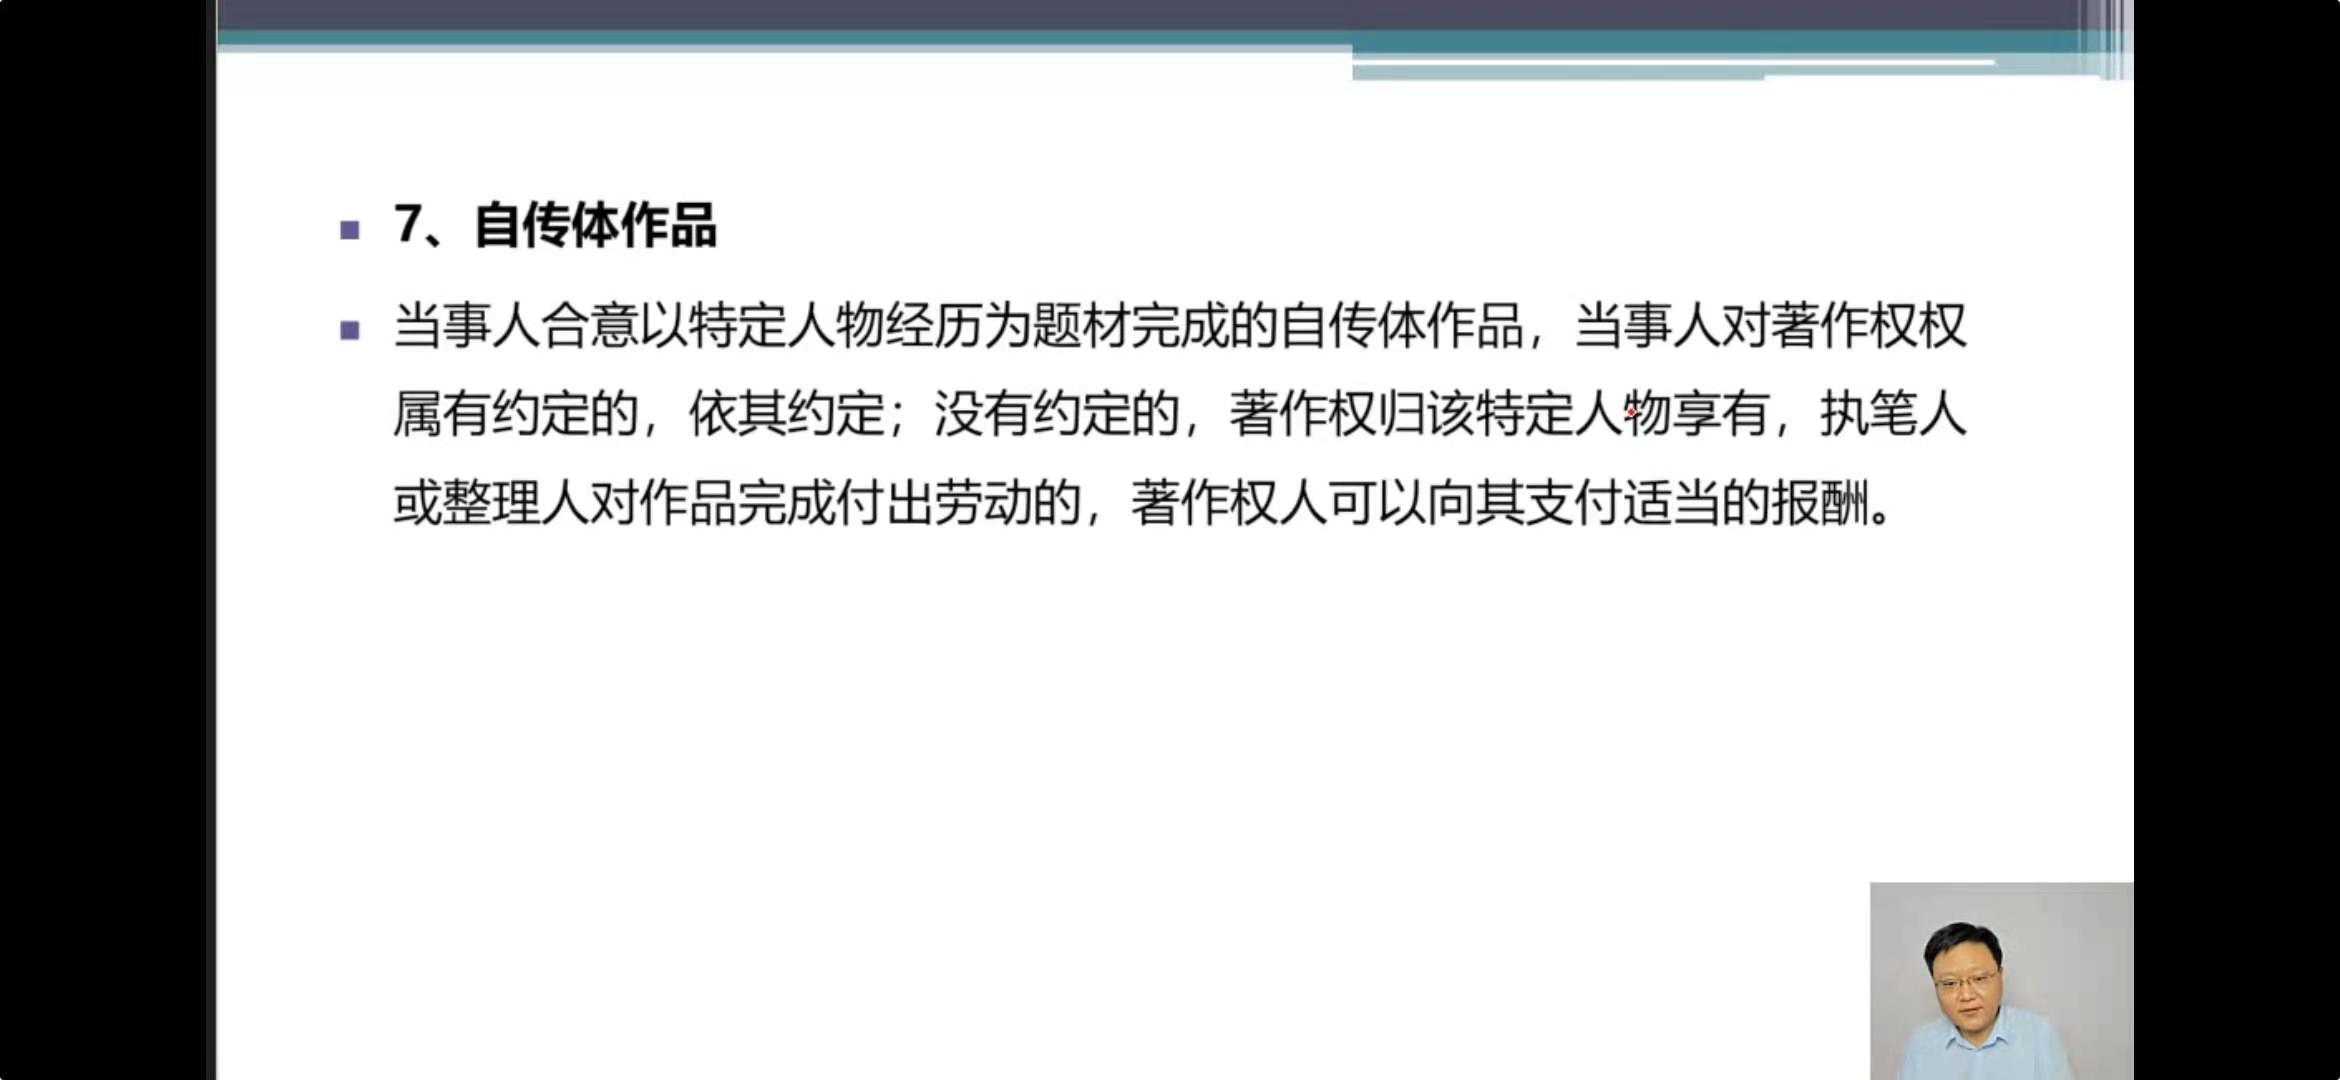 7、自传体作品
当事人合意以特定人物经历为题材完成的自传体作品，当事人对著作权权
属有约定的，依其约定；没有约定的，著作权归该特定人物享有，执笔人
或整理人对作品完成付出劳动的，著作权人可以向其支付适当的报酬。